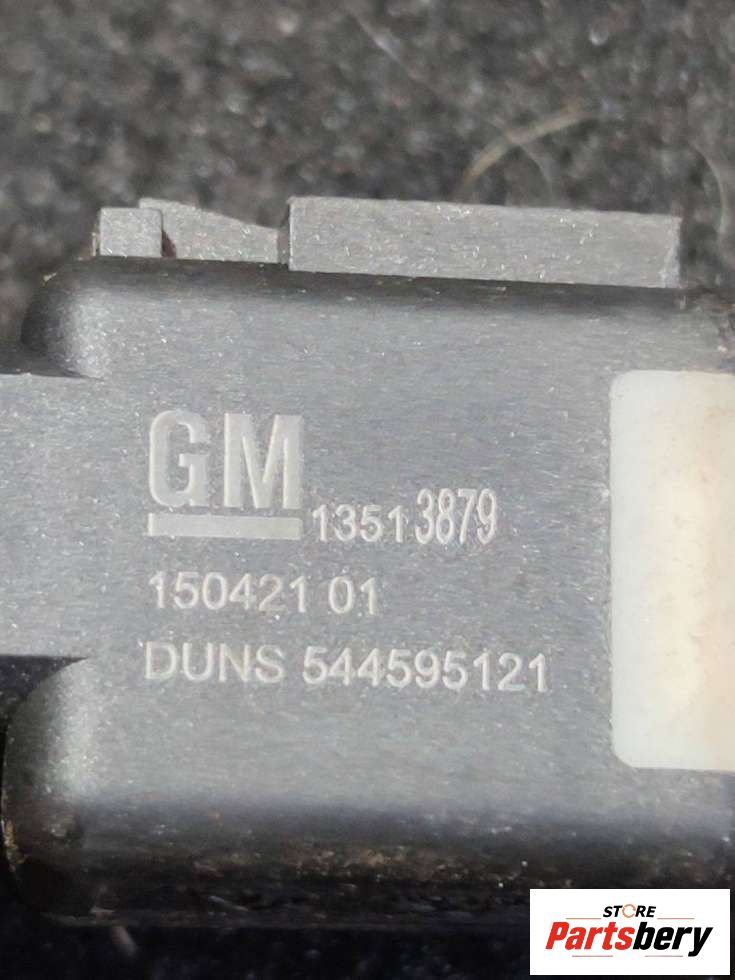 GM 13513879
150421 01
DUNS 544595121
STORE
Partsbery